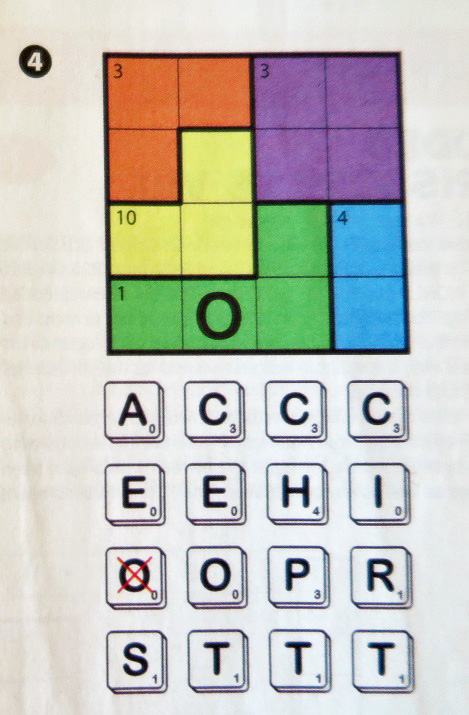 4
3 3
10 4
1 O
A0 C3 C3 C3
E0 E0 H4 I0
O0 O0 P3 R1
S1 T1 T1 T1